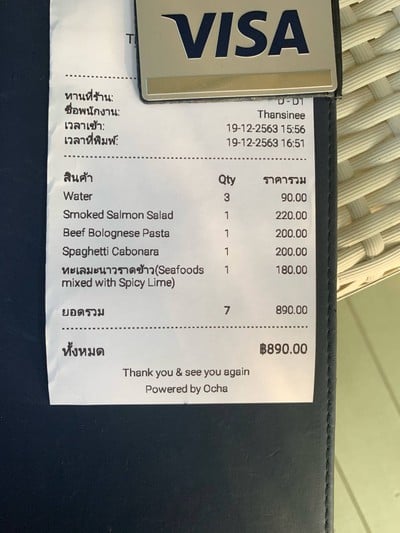 VISA
ทานที่ร้าน: D - D1
ชื่อพนักงาน: Thansinee
เวลาเข้า: 19-12-2563 15:56
เวลาที่พิมพ์: 19-12-2563 16:51
สินค้า Qty ราคารวม
Water 3 90.00
Smoked Salmon Salad 1 220.00
Beef Bolognese Pasta 1 200.00
Spaghetti Cabonara 1 200.00
ทะเลมะนาวราดข้าว(Seafoods 1 180.00
mixed with Spicy Lime)
ยอดรวม 7 890.00
ทั้งหมด ฿890.00
Thank you & see you again
Powered by Ocha